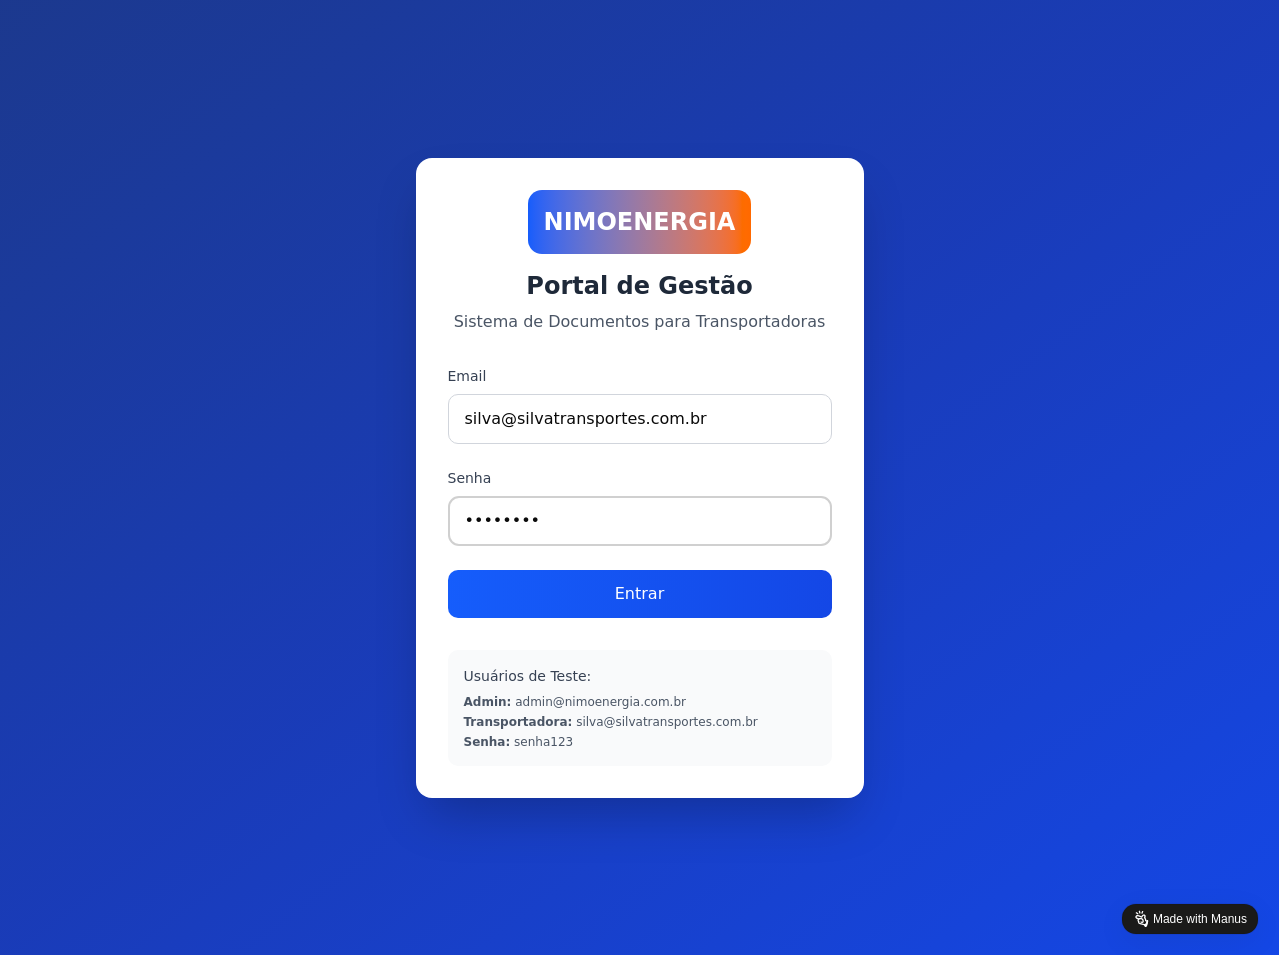 NIMOENERGIA
Portal de Gestão
Sistema de Documentos para Transportadoras
Email
silva@silvatransportes.com.br
Senha
••••••••
Entrar
Usuários de Teste:
Admin: admin@nimoenergia.com.br
Transportadora: silva@silvatransportes.com.br
Senha: senha123
Made with Manus